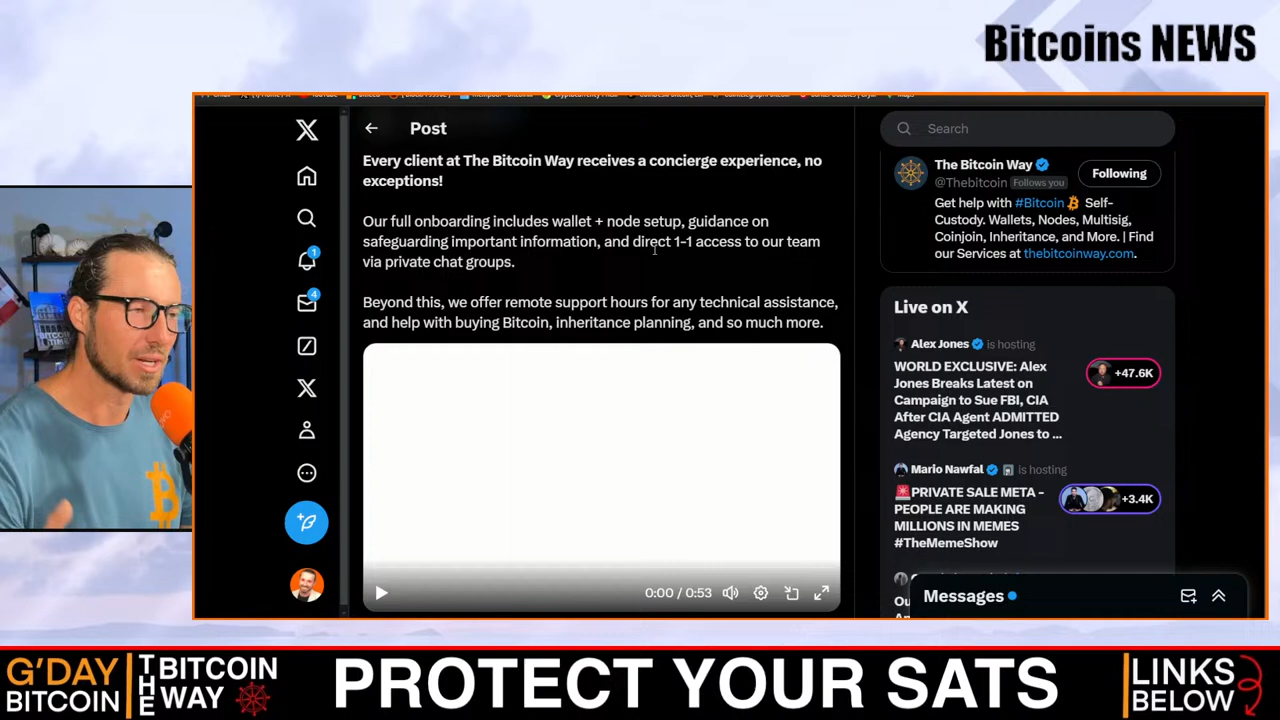 Bitcoins NEWS
Post
Every client at The Bitcoin Way receives a concierge experience, no
exceptions!
Our full onboarding includes wallet + node setup, guidance on
safeguarding important information, and direct 1-1 access to our team
via private chat groups.
Beyond this, we offer remote support hours for any technical assistance,
and help with buying Bitcoin, inheritance planning, and so much more.
0:00 / 0:53
1
4
Search
The Bitcoin Way
@Thebitcoin Follows you
Following
Get help with #Bitcoin Self-
Custody. Wallets, Nodes, Multisig,
Coinjoin, Inheritance, and More. | Find
our Services at thebitcoinway.com.
Live on X
Alex Jones is hosting
WORLD EXCLUSIVE: Alex
Jones Breaks Latest on
Campaign to Sue FBI, CIA
After CIA Agent ADMITTED
Agency Targeted Jones to ...
+47.6K
Mario Nawfal is hosting
PRIVATE SALE META -
PEOPLE ARE MAKING
MILLIONS IN MEMES
#TheMemeShow
+3.4K
Messages
G'DAY
BITCOIN
THE
BITCOIN
WAY
PROTECT YOUR SATS
LINKS
BELOW